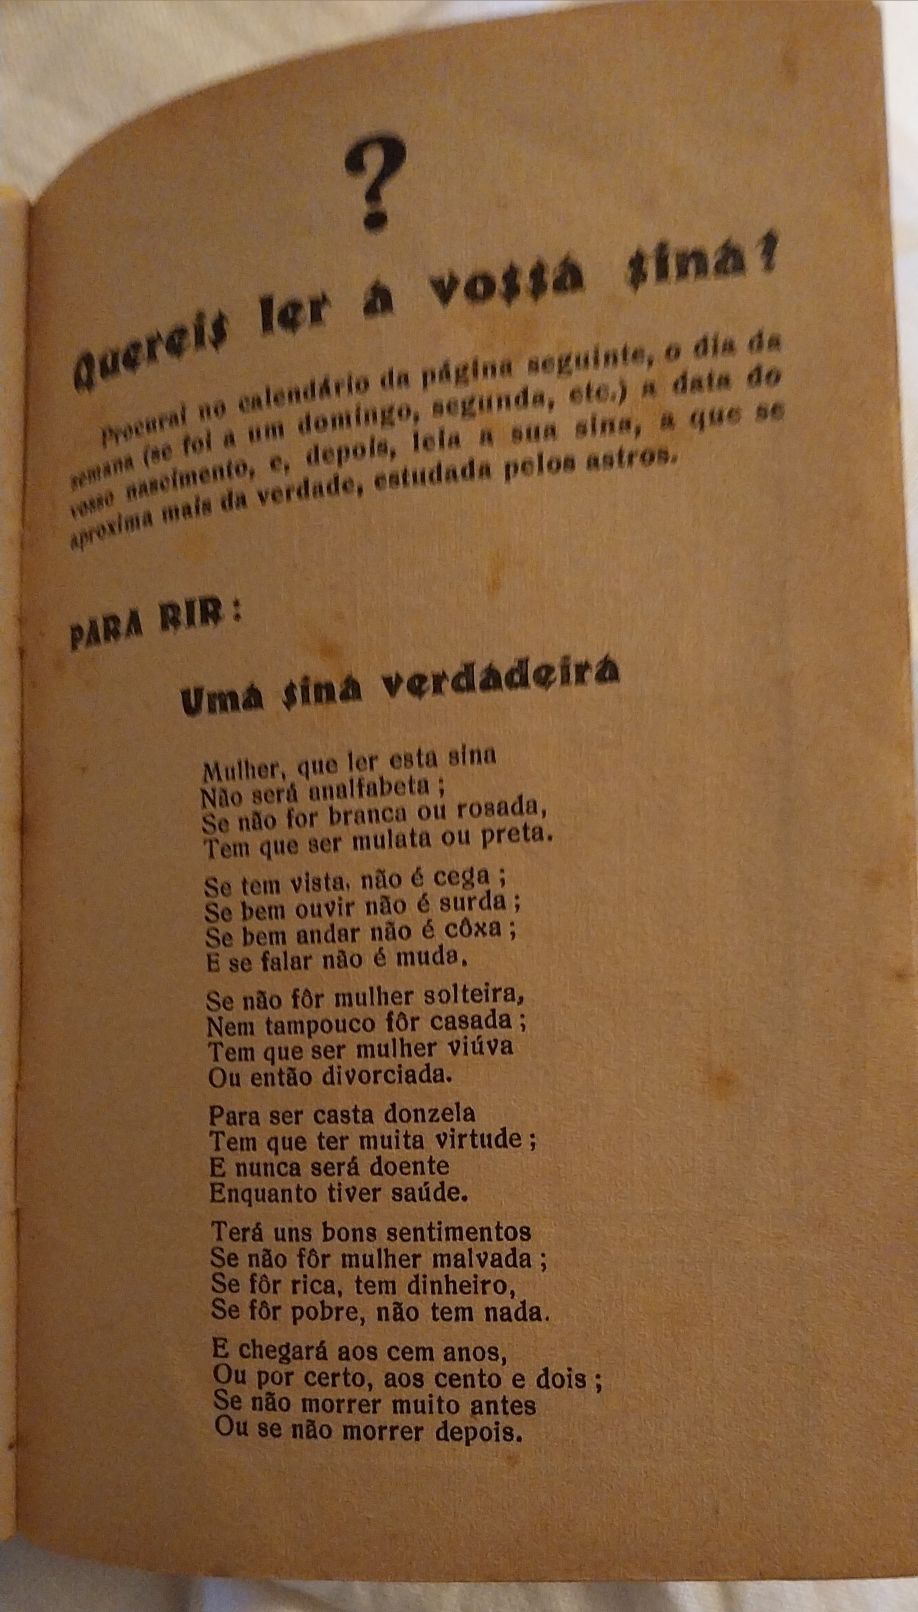 ?
Quereis ler a vossa sina?
Procurai no calendário da página seguinte, o dia da
semana (se foi a um domingo, segunda, etc.) a data do
vosso nascimento, e, depois, leia a sua sina, a que se
aproxima mais da verdade, estudada pelos astros.
PARA RIR:
Uma sina verdadeira
Mulher, que ler esta sina
Não será analfabeta;
Se não for branca ou rosada,
Tem que ser mulata ou preta.
Se tem vista, não é cega;
Se bem ouvir não é surda;
Se bem andar não é côxa;
E se falar não é muda.
Se não fôr mulher solteira,
Nem tampouco fôr casada;
Tem que ser mulher viúva
Ou então divorciada.
Para ser casta donzela
Tem que ter muita virtude;
E nunca será doente
Enquanto tiver saúde.
Terá uns bons sentimentos
Se não fôr mulher malvada;
Se fôr rica, tem dinheiro,
Se fôr pobre, não tem nada.
E chegará aos cem anos,
Ou por certo, aos cento e dois;
Se não morrer muito antes
Ou se não morrer depois.